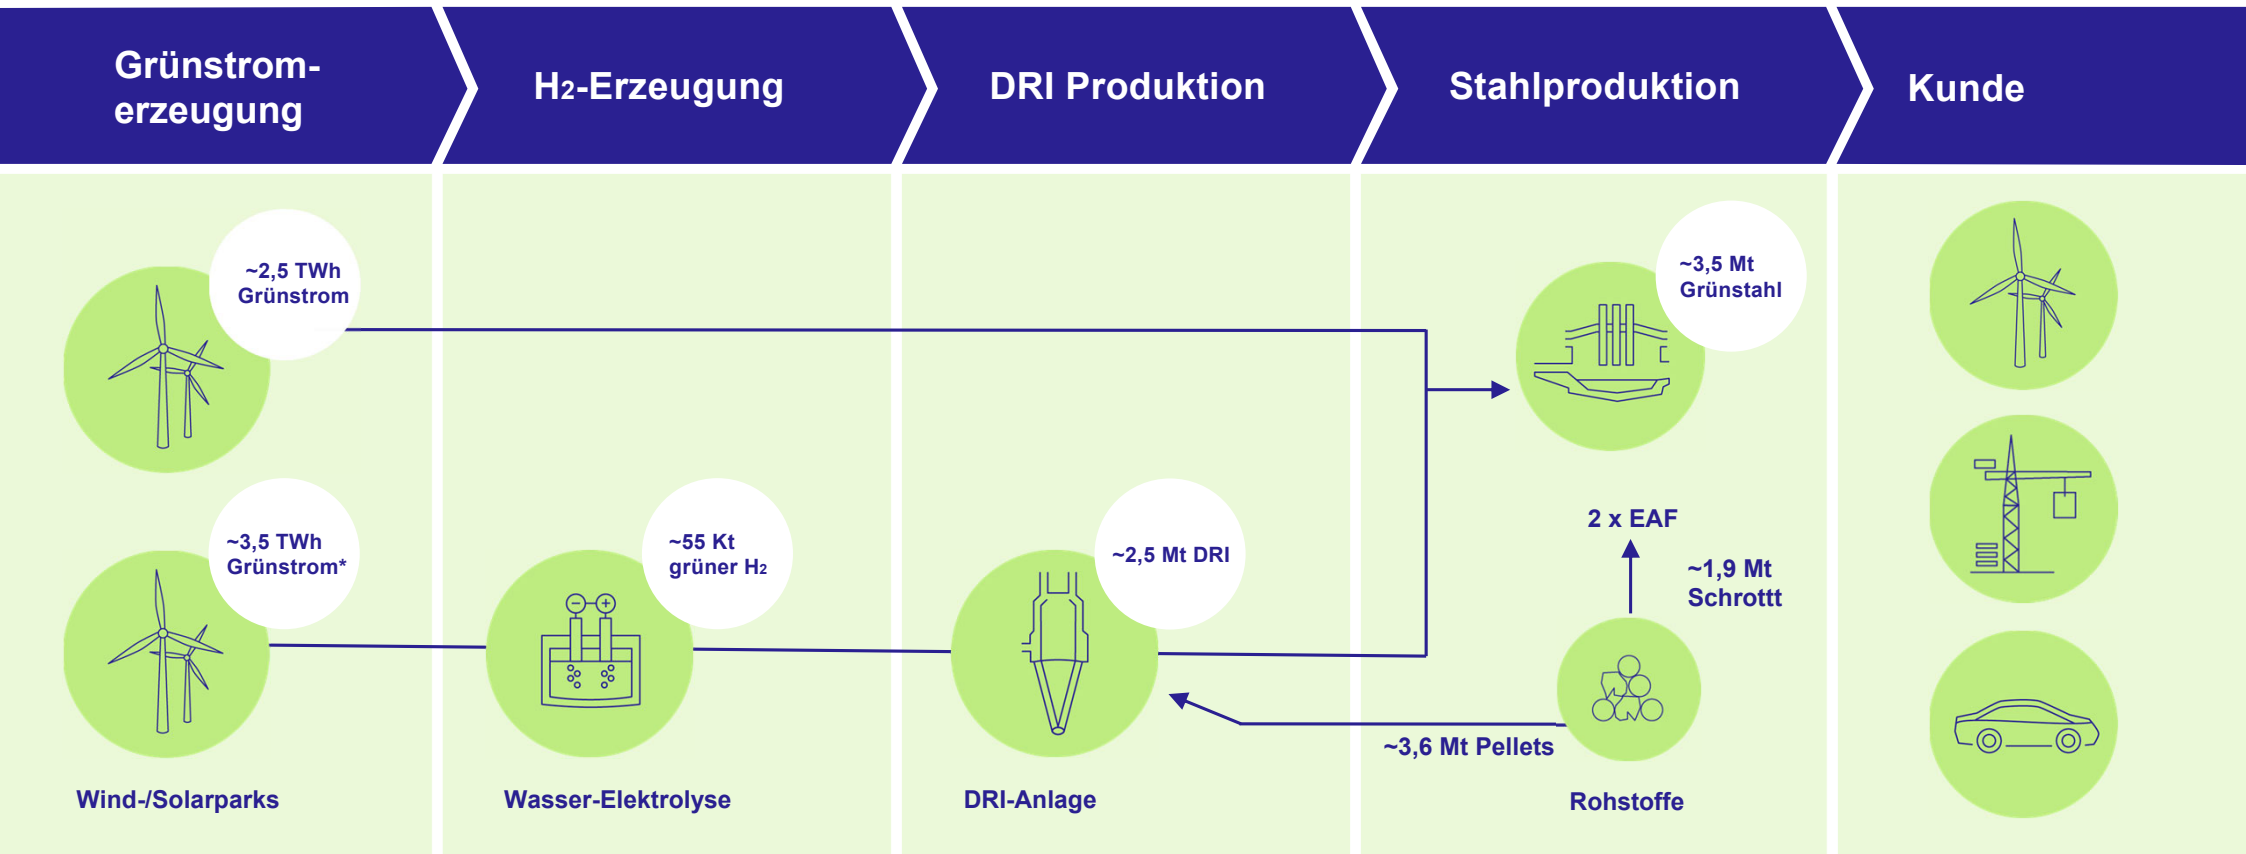 Grünstrom-
erzeugung
H2-Erzeugung
DRI Produktion
Stahlproduktion
Kunde
~2,5 TWh
Grünstrom
~3,5 Mt
Grünstahl
~3,5 TWh
Grünstrom*
~55 Kt
grüner H2
~2,5 Mt DRI
2 x EAF
~1,9 Mt
Schrottt
~3,6 Mt Pellets
Wind-/Solarparks
Wasser-Elektrolyse
DRI-Anlage
Rohstoffe